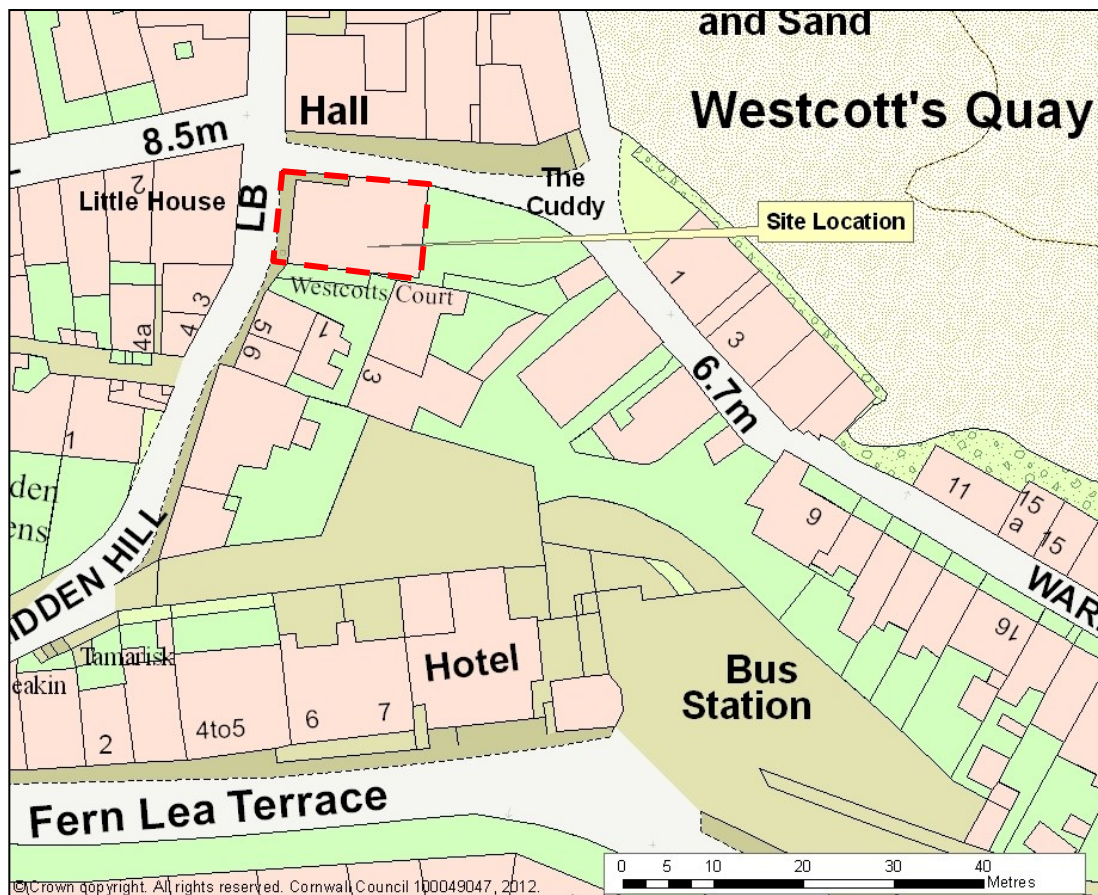 and Sand
Westcott's Quay
Hall
8.5m
2
Little House
LB
The
Cuddy
Site Location
Westcotts Court
1
3
3
4
4a
5
6
1
3
6.7m
1
9
11
15
a
15
WAR
16
IDDEN HILL
den
ens
Tamarisk
eakin
2
4to5
6
7
Hotel
Bus
Station
Fern Lea Terrace
0 5 10 20 30 40
Metres
©Crown copyright. All rights reserved. Cornwall Council 100049047, 2012.